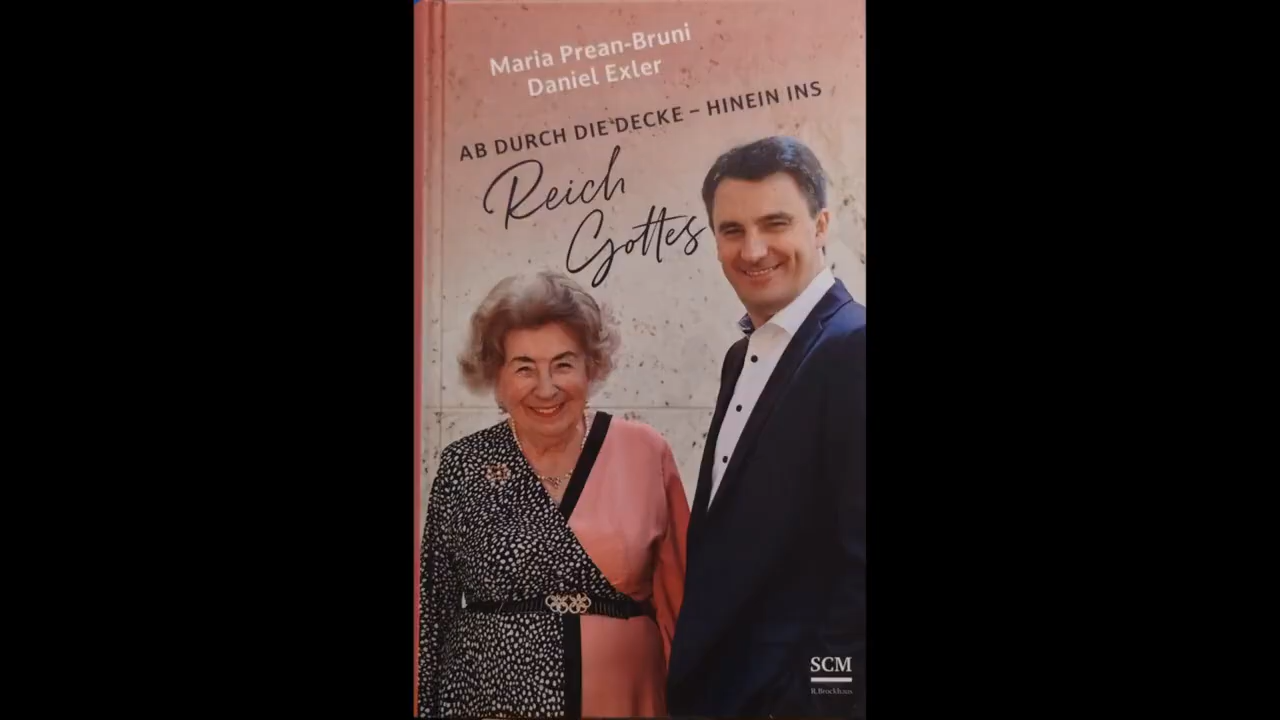 Maria Prean-Bruni
Daniel Exler
AB DURCH DIE DECKE – HINEIN INS
Reich
Gottes
SCM
R.Brockhaus